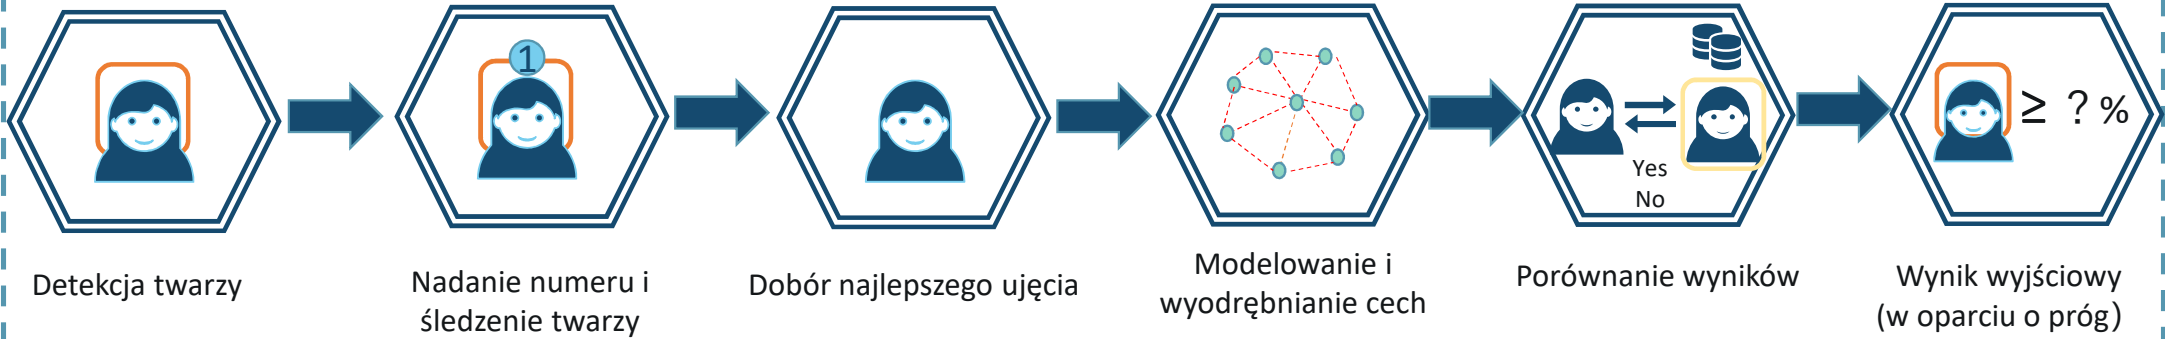 1
Yes
No
≥ ? %
Detekcja twarzy
Nadanie numeru i
śledzenie twarzy
Dobór najlepszego ujęcia
Modelowanie i
wyodrębnianie cech
Porównanie wyników
Wynik wyjściowy
(w oparciu o próg)